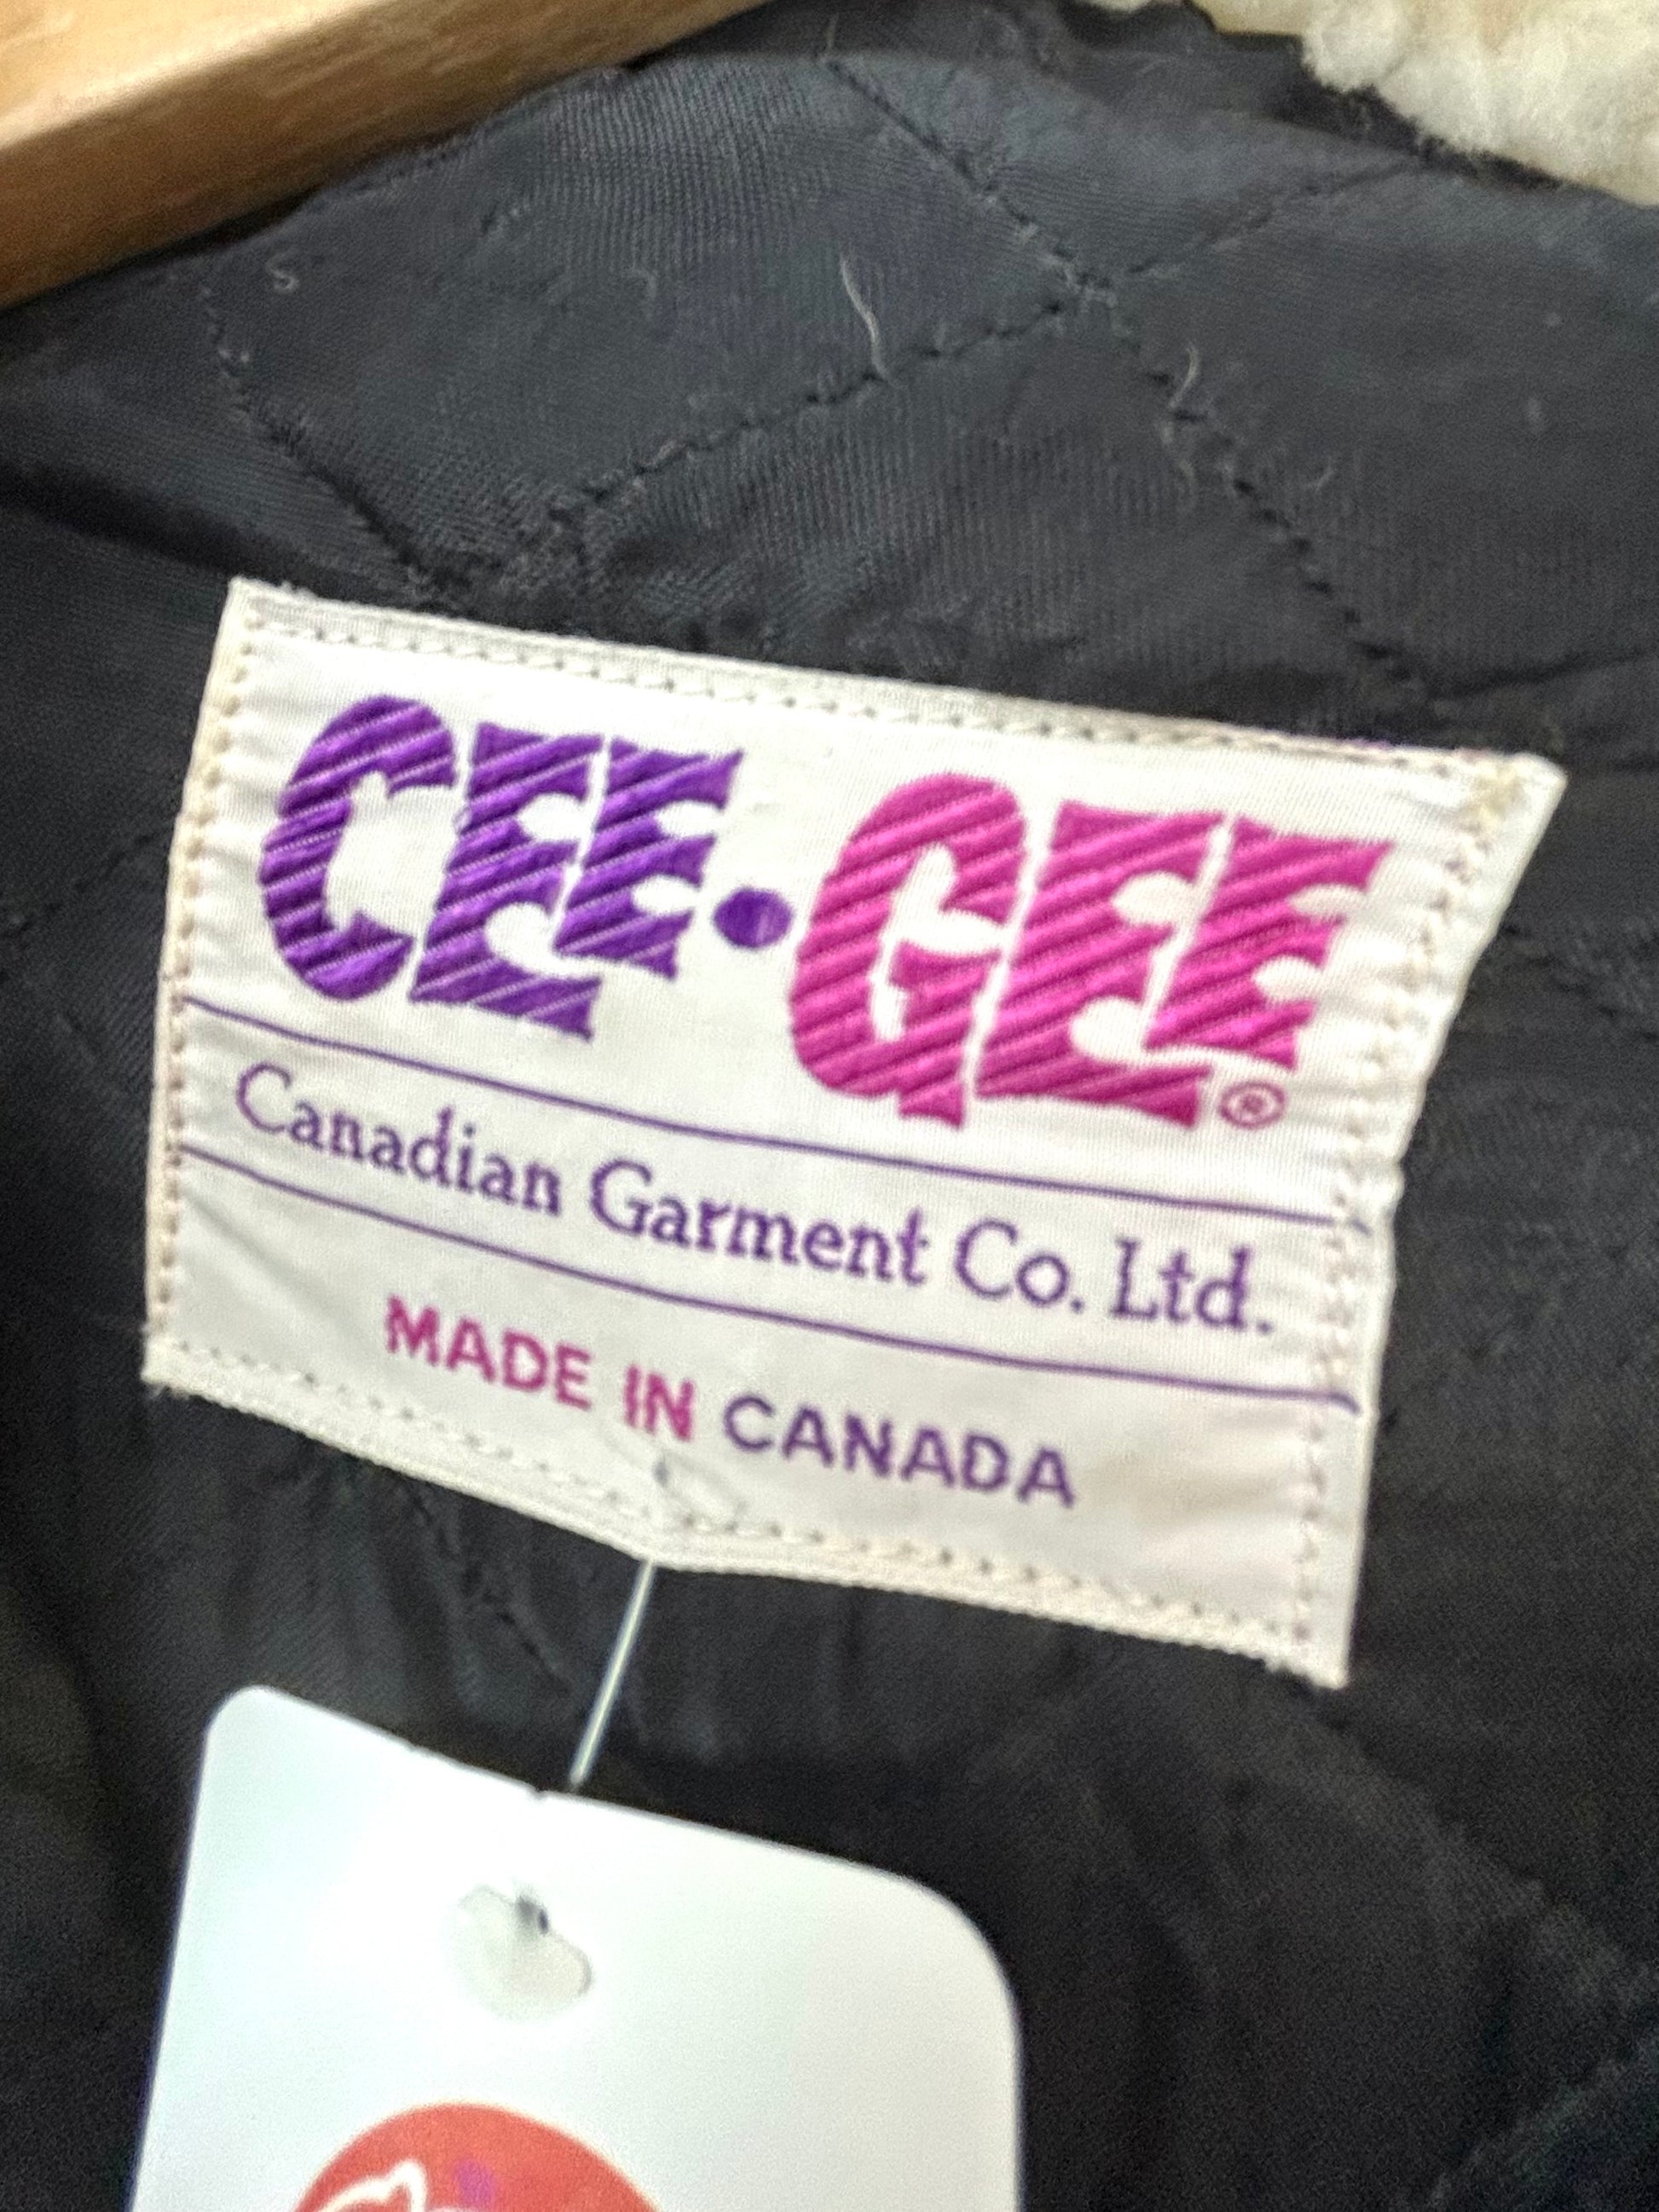 CEE·GEE®
Canadian Garment Co. Ltd.
MADE IN CANADA